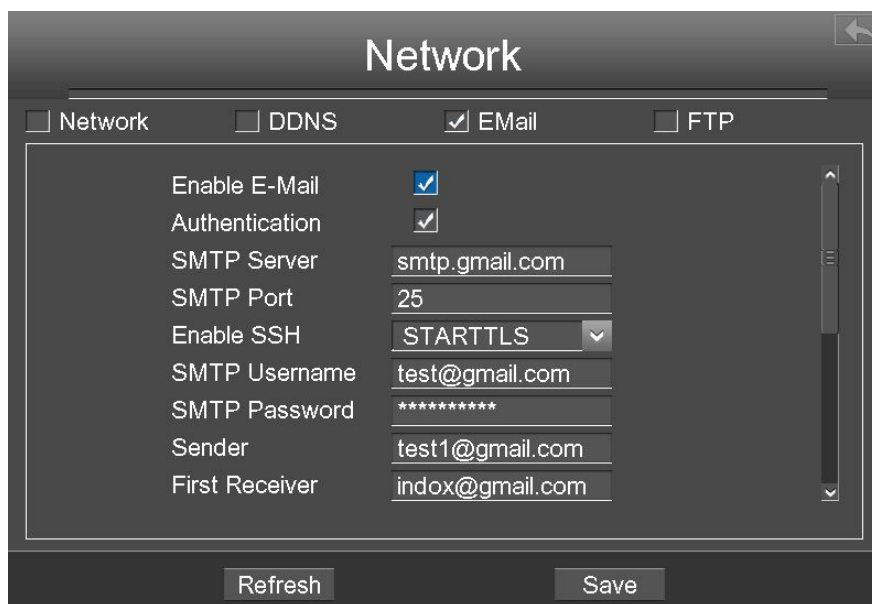 Network
Network DDNS EMail FTP
Enable E-Mail
Authentication
SMTP Server smtp.gmail.com
SMTP Port 25
Enable SSH STARTTLS
SMTP Username test@gmail.com
SMTP Password **********
Sender test1@gmail.com
First Receiver indox@gmail.com
Refresh Save